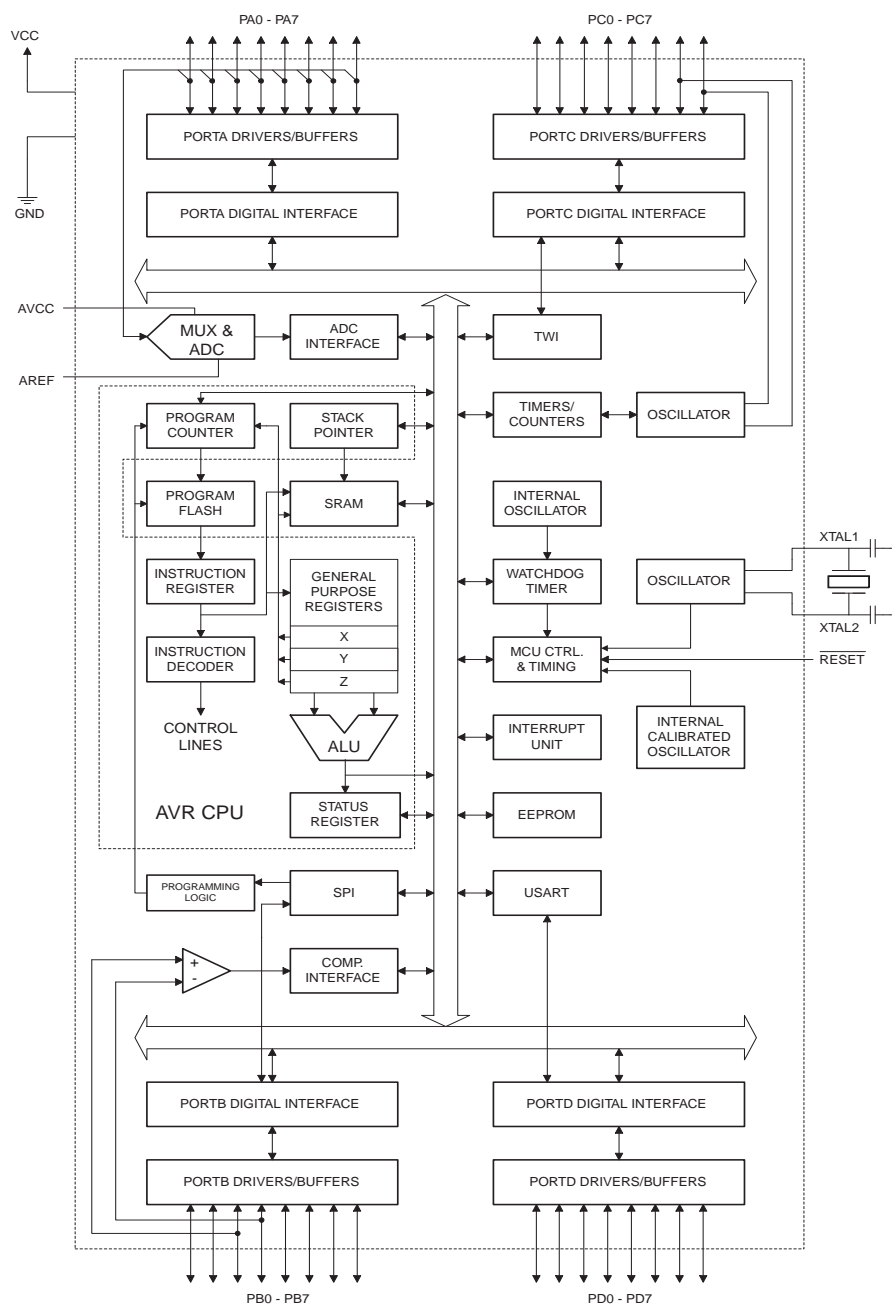 PA0 - PA7
PC0 - PC7
VCC
PORTA DRIVERS/BUFFERS
PORTC DRIVERS/BUFFERS
PORTA DIGITAL INTERFACE
PORTC DIGITAL INTERFACE
GND
AVCC
MUX &
ADC
ADC
INTERFACE
TWI
AREF
PROGRAM
COUNTER
STACK
POINTER
TIMERS/
COUNTERS
OSCILLATOR
PROGRAM
FLASH
SRAM
INTERNAL
OSCILLATOR
XTAL1
INSTRUCTION
REGISTER
GENERAL
PURPOSE
REGISTERS
WATCHDOG
TIMER
OSCILLATOR
XTAL2
X
INSTRUCTION
DECODER
Y
Z
MCU CTRL.
& TIMING
RESET
CONTROL
LINES
ALU
INTERRUPT
UNIT
INTERNAL
CALIBRATED
OSCILLATOR
AVR CPU
STATUS
REGISTER
EEPROM
PROGRAMMING
LOGIC
SPI
USART
+
-
COMP.
INTERFACE
PORTB DIGITAL INTERFACE
PORTD DIGITAL INTERFACE
PORTB DRIVERS/BUFFERS
PORTD DRIVERS/BUFFERS
PB0 - PB7
PD0 - PD7